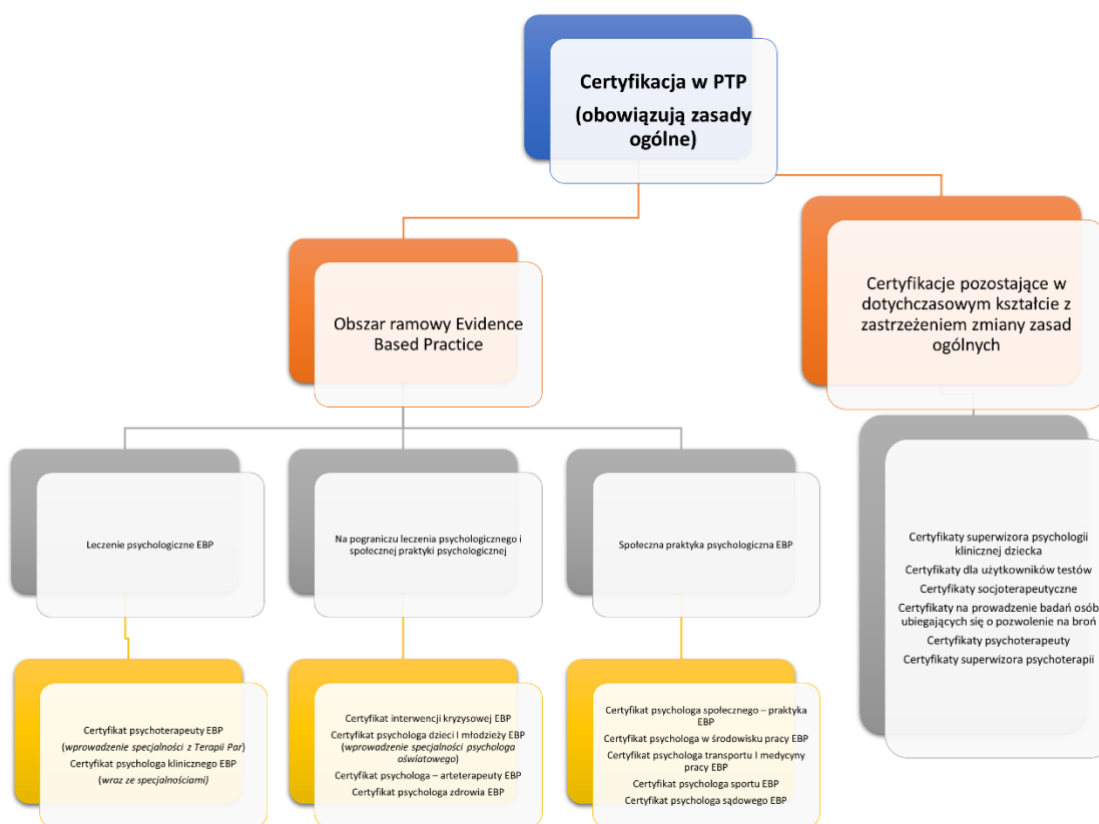 Certyfikacja w PTP
(obowiązują zasady
ogólne)
Obszar ramowy Evidence
Based Practice
Certyfikacje pozostające w
dotychczasowym kształcie z
zastrzeżeniem zmiany zasad
ogólnych
Leczenie psychologiczne EBP
Na pograniczu leczenia psychologicznego i
społecznej praktyki psychologicznej
Społeczna praktyka psychologiczna EBP
Certyfikaty superwizora psychologii
klinicznej dziecka
Certyfikaty dla użytkowników testów
Certyfikaty socjoterapeutyczne
Certyfikaty na prowadzenie badań osób
ubiegających się o pozwolenie na broń
Certyfikaty psychoterapeuty
Certyfikaty superwizora psychoterapii
Certyfikat psychoterapeuty EBP
(wprowadzenie specjalności z Terapii Par)
Certyfikat psychologa klinicznego EBP
(wraz ze specjalnościami)
Certyfikat interwencji kryzysowej EBP
Certyfikat psychologa dzieci I młodzieży EBP
(wprowadzenie specjalności psychologa
oświatowego)
Certyfikat psychologa – arteterapeuty EBP
Certyfikat psychologa zdrowia EBP
Certyfikat psychologa społecznego – praktyka
EBP
Certyfikat psychologa w środowisku pracy EBP
Certyfikat psychologa transportu I medycyny
pracy EBP
Certyfikat psychologa sportu EBP
Certyfikat psychologa sądowego EBP